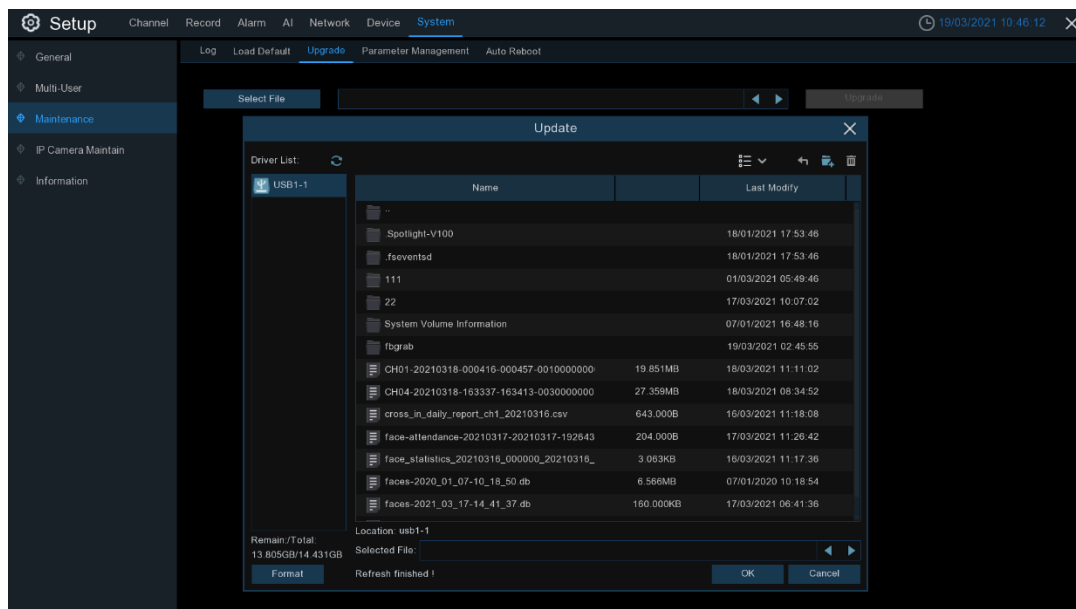 Setup Channel Record Alarm AI Network Device System 19/03/2021 10:46:12
General
Multi-User
Maintenance
IP Camera Maintain
Information
Log Load Default Upgrade Parameter Management Auto Reboot
Select File Upgrade
Update
Driver List:
USB1-1
Name Last Modify
..
.Spotlight-V100 18/01/2021 17:53:46
.fseventsd 18/01/2021 17:53:46
111 01/03/2021 05:49:46
22 17/03/2021 10:07:02
System Volume Information 07/01/2021 16:48:16
fbgrab 19/03/2021 02:45:55
CH01-20210318-000416-000457-0010000000 19.851MB 18/03/2021 11:11:02
CH04-20210318-163337-163413-0030000000 27.359MB 18/03/2021 08:34:52
cross_in_daily_report_ch1_20210316.csv 643.000B 16/03/2021 11:18:08
face-attendance-20210317-20210317-192643 204.000B 17/03/2021 11:26:42
face_statistics_20210316_000000_20210316_ 3.063KB 16/03/2021 11:17:36
faces-2020_01_07-10_18_50.db 6.566MB 07/01/2020 10:18:54
faces-2021_03_17-14_41_37.db 160.000KB 17/03/2021 06:41:36
Location: usb1-1
Remain:/Total:
13.805GB/14.431GB
Selected File:
Format
Refresh finished !
OK Cancel